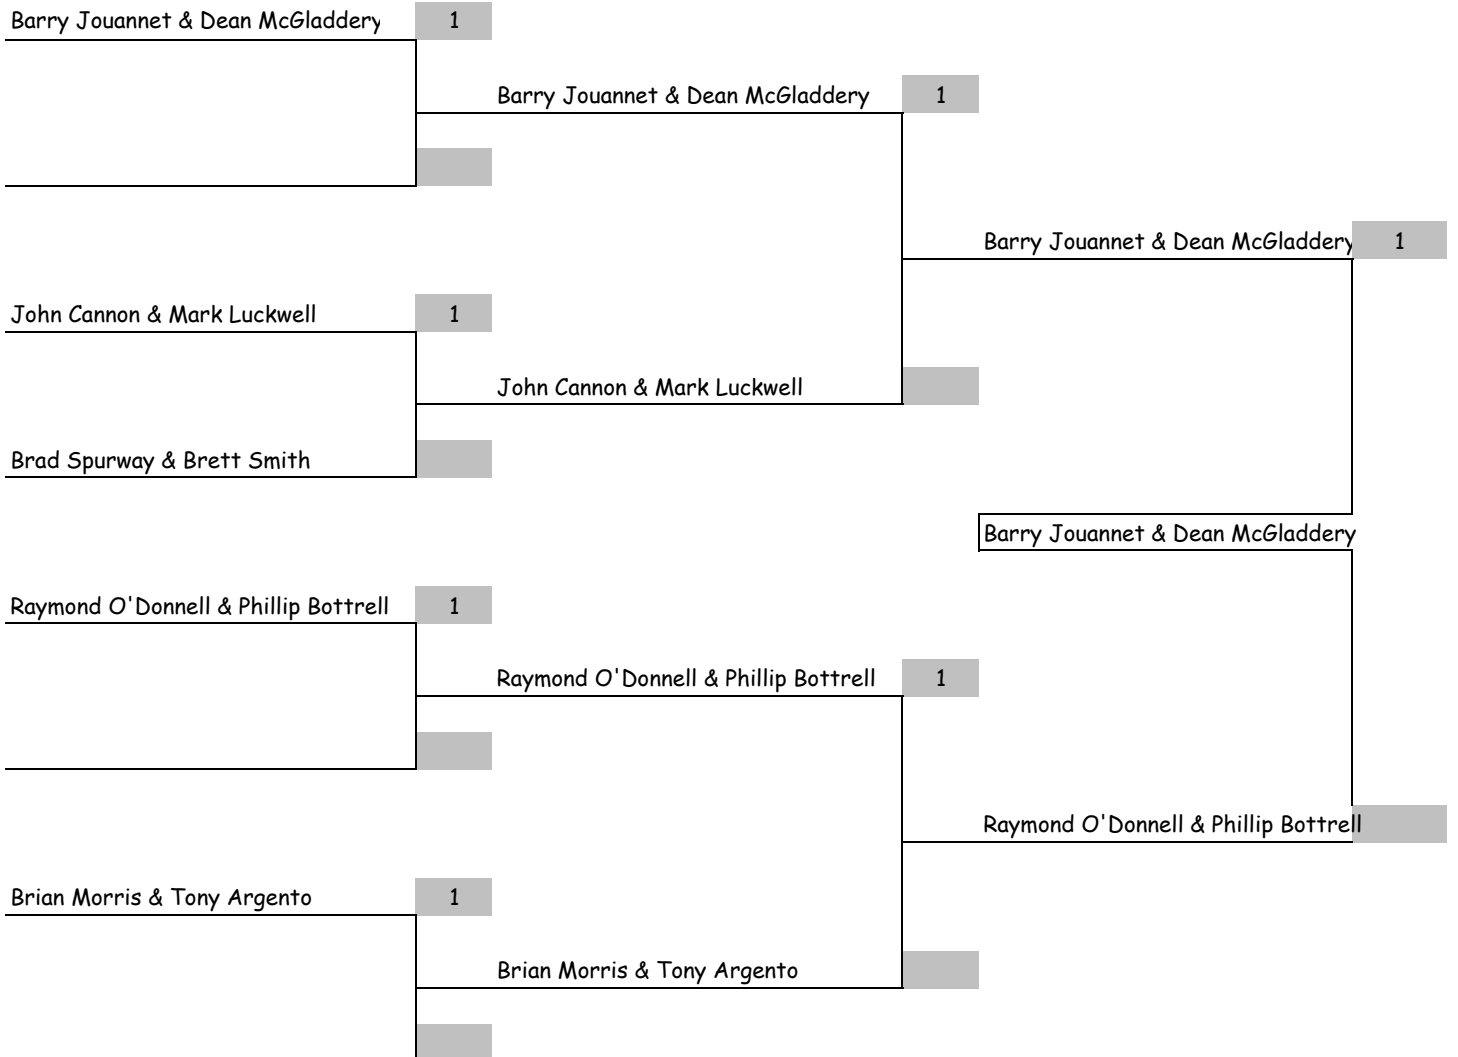 Barry Jouannet & Dean McGladdery 1
Barry Jouannet & Dean McGladdery 1
Barry Jouannet & Dean McGladdery 1
John Cannon & Mark Luckwell 1
John Cannon & Mark Luckwell
Brad Spurway & Brett Smith
Barry Jouannet & Dean McGladdery
Raymond O'Donnell & Phillip Bottrell 1
Raymond O'Donnell & Phillip Bottrell 1
Raymond O'Donnell & Phillip Bottrell
Brian Morris & Tony Argento 1
Brian Morris & Tony Argento